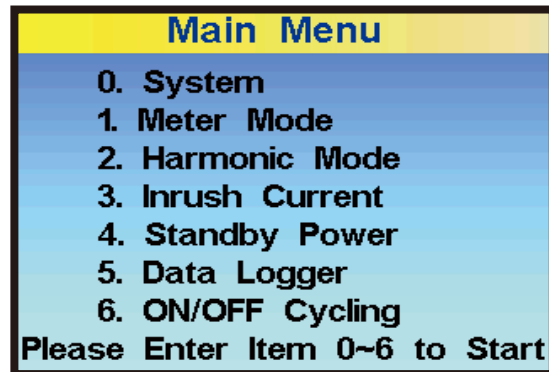 Main Menu
0. System
1. Meter Mode
2. Harmonic Mode
3. Inrush Current
4. Standby Power
5. Data Logger
6. ON/OFF Cycling
Please Enter Item 0~6 to Start